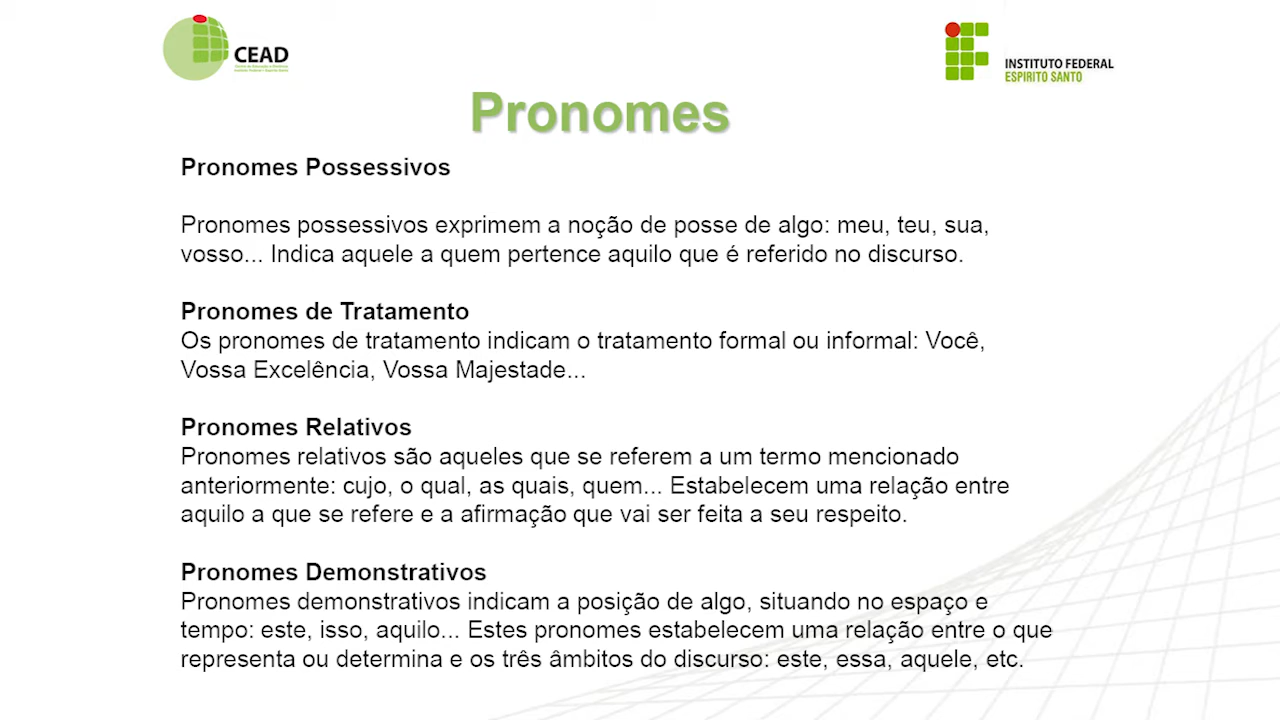 CEAD
INSTITUTO FEDERAL
ESPÍRITO SANTO
Pronomes
Pronomes Possessivos
Pronomes possessivos exprimem a noção de posse de algo: meu, teu, sua,
vosso... Indica aquele a quem pertence aquilo que é referido no discurso.
Pronomes de Tratamento
Os pronomes de tratamento indicam o tratamento formal ou informal: Você,
Vossa Excelência, Vossa Majestade...
Pronomes Relativos
Pronomes relativos são aqueles que se referem a um termo mencionado
anteriormente: cujo, o qual, as quais, quem... Estabelecem uma relação entre
aquilo a que se refere e a afirmação que vai ser feita a seu respeito.
Pronomes Demonstrativos
Pronomes demonstrativos indicam a posição de algo, situando no espaço e
tempo: este, isso, aquilo... Estes pronomes estabelecem uma relação entre o que
representa ou determina e os três âmbitos do discurso: este, essa, aquele, etc.